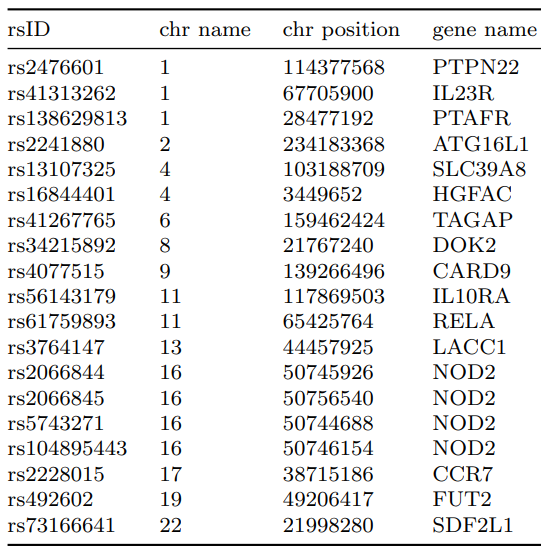 rsID chr name chr position gene name
rs2476601 1 114377568 PTPN22
rs41313262 1 67705900 IL23R
rs138629813 1 28477192 PTAFR
rs2241880 2 234183368 ATG16L1
rs13107325 4 103188709 SLC39A8
rs16844401 4 3449652 HGFAC
rs41267765 6 159462424 TAGAP
rs34215892 8 21767240 DOK2
rs4077515 9 139266496 CARD9
rs56143179 11 117869503 IL10RA
rs61759893 11 65425764 RELA
rs3764147 13 44457925 LACC1
rs2066844 16 50745926 NOD2
rs2066845 16 50756540 NOD2
rs5743271 16 50744688 NOD2
rs104895443 16 50746154 NOD2
rs2228015 17 38715186 CCR7
rs492602 19 49206417 FUT2
rs73166641 22 21998280 SDF2L1